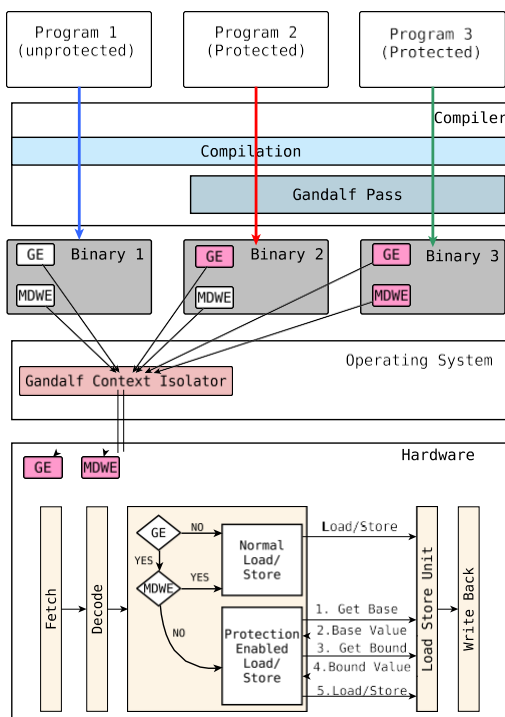 Program 1
(unprotected)
Program 2
(Protected)
Program 3
(Protected)
Compiler
Compilation
Gandalf Pass
GE
Binary 1
MDWE
GE
Binary 2
MDWE
GE
Binary 3
MDWE
Operating System
Gandalf Context Isolator
Hardware
GE
MDWE
Fetch
Decode
GE
NO
YES
MDWE
YES
NO
Normal
Load/
Store
Protection
Enabled
Load/
Store
Load/Store
1. Get Base
2.Base Value
3. Get Bound
4.Bound Value
5.Load/Store
Load Store Unit
Write Back